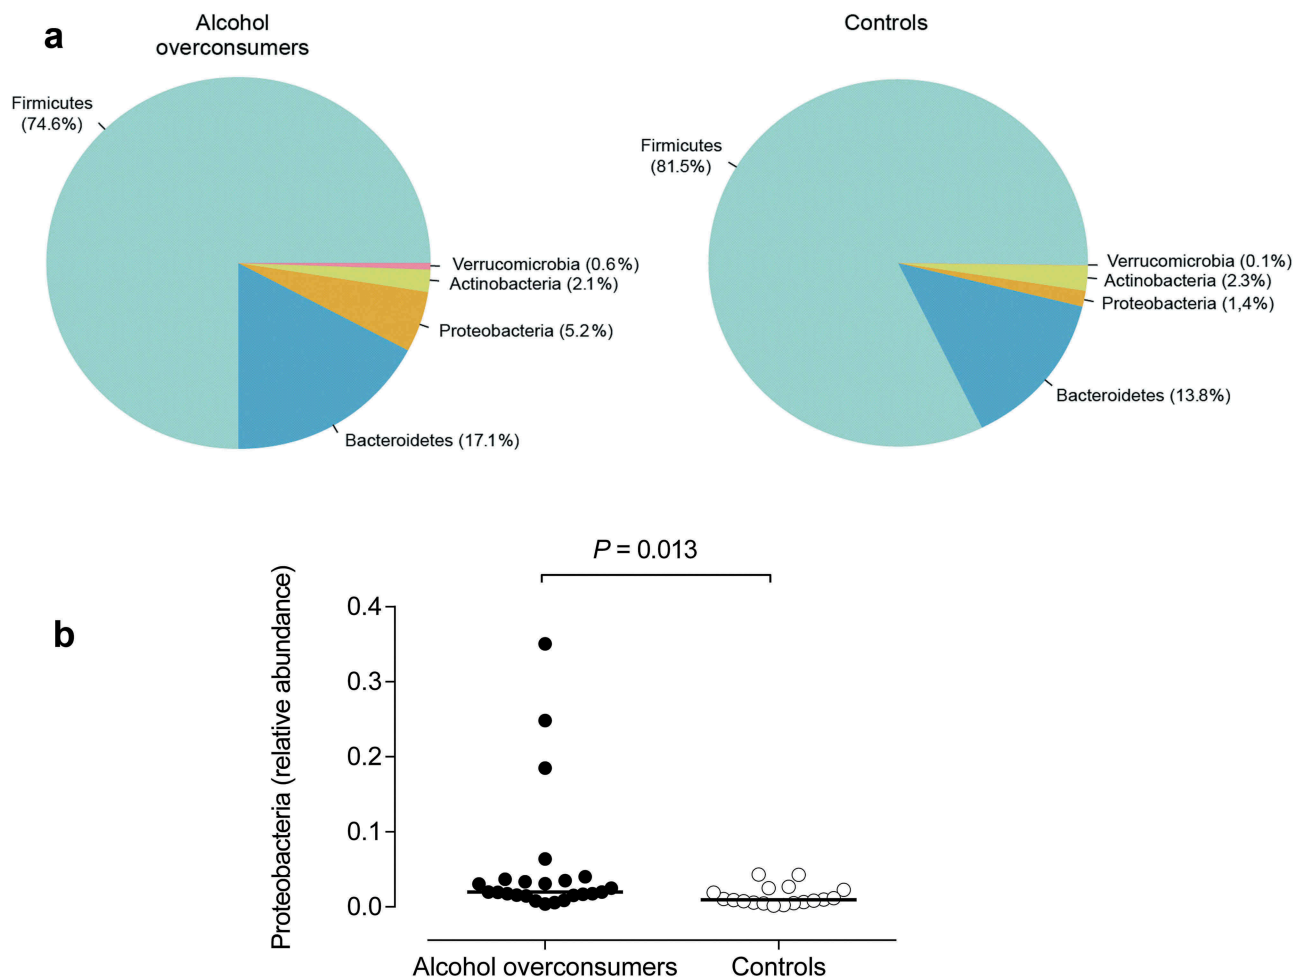 a
Alcohol
overconsumers
Firmicutes
(74.6%)
Verrucomicrobia (0.6%)
Actinobacteria (2.1%)
Proteobacteria (5.2%)
Bacteroidetes (17.1%)
Controls
Firmicutes
(81.5%)
Verrucomicrobia (0.1%)
Actinobacteria (2.3%)
Proteobacteria (1,4%)
Bacteroidetes (13.8%)
b
P = 0.013
Proteobacteria (relative abundance)
0.4
0.3
0.2
0.1
0.0
Alcohol overconsumers
Controls